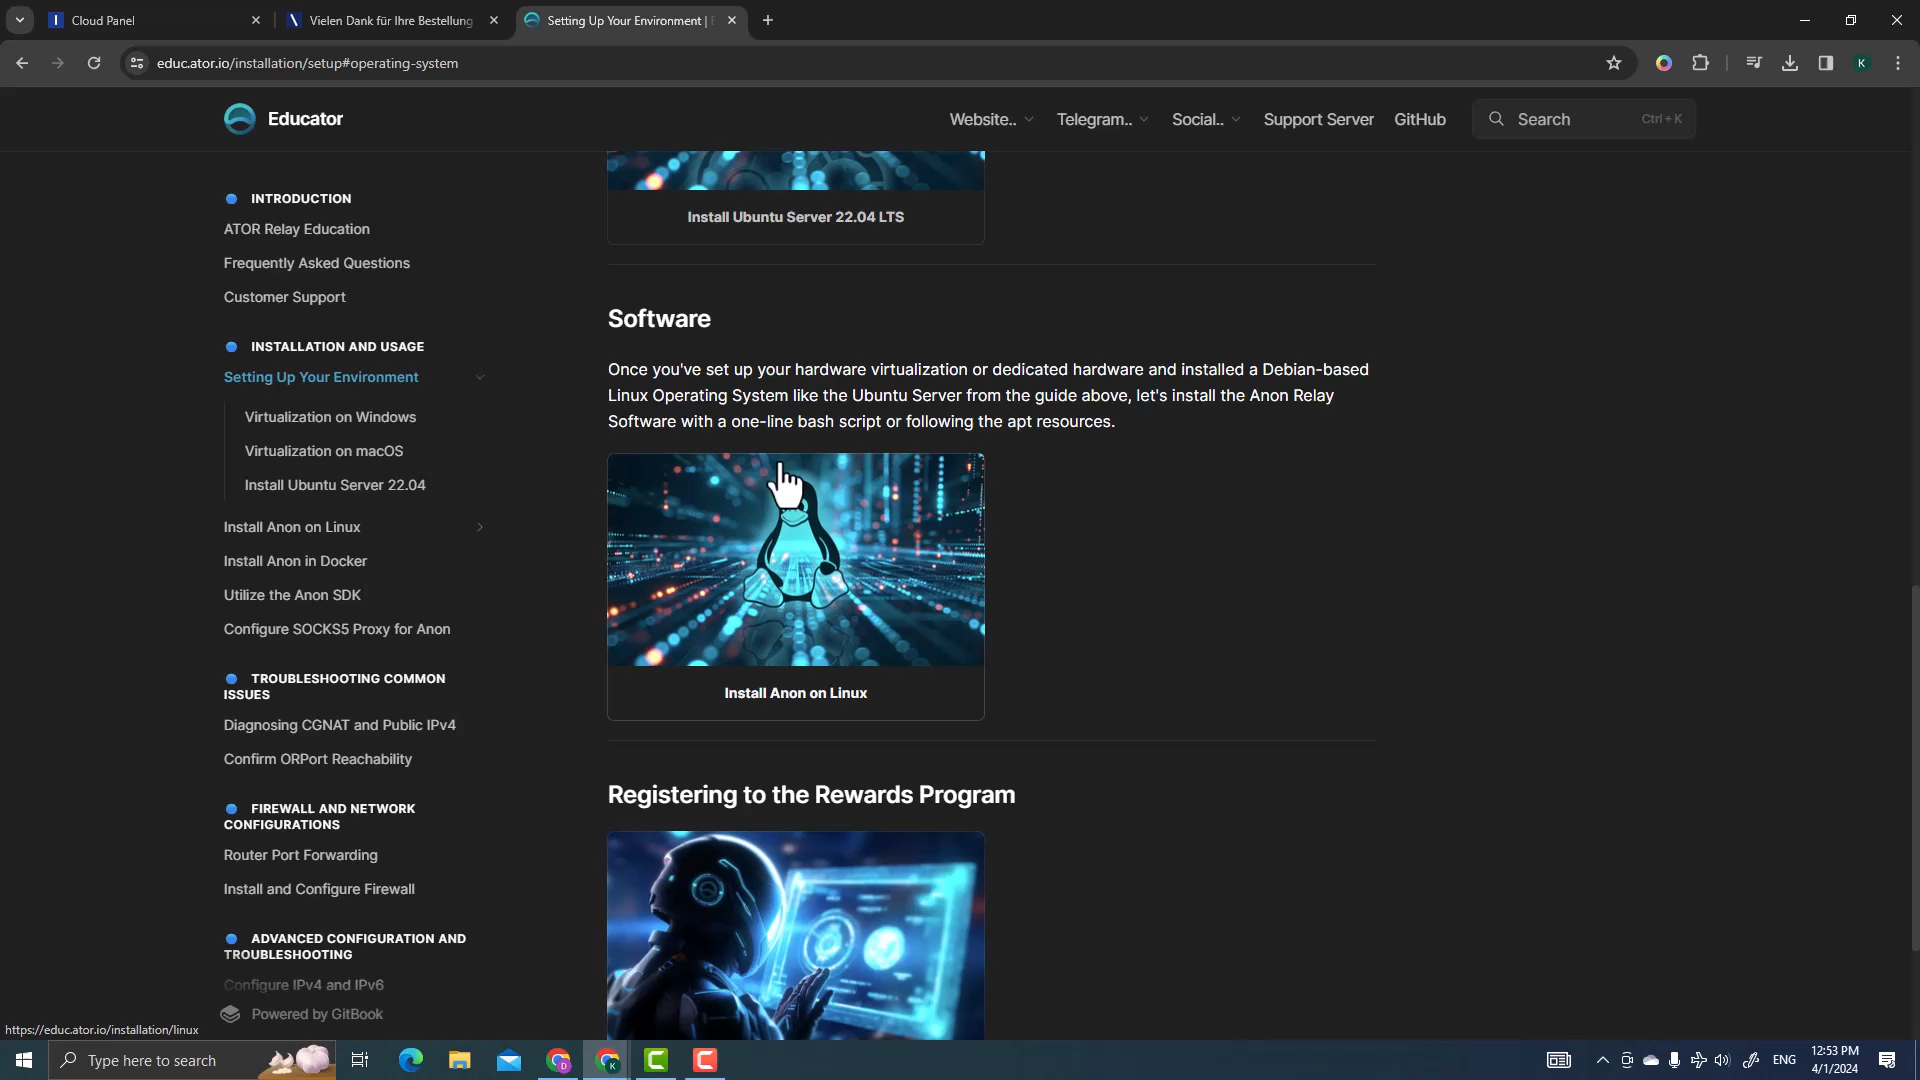 Cloud Panel
Vielen Dank für Ihre Bestellung
Setting Up Your Environment |
educ.ator.io/installation/setup#operating-system
K
Educator
Website..
Telegram..
Social..
Support Server
GitHub
Search
Ctrl + K
INTRODUCTION
ATOR Relay Education
Frequently Asked Questions
Customer Support
INSTALLATION AND USAGE
Setting Up Your Environment
Virtualization on Windows
Virtualization on macOS
Install Ubuntu Server 22.04
Install Anon on Linux
Install Anon in Docker
Utilize the Anon SDK
Configure SOCKS5 Proxy for Anon
TROUBLESHOOTING COMMON
ISSUES
Diagnosing CGNAT and Public IPv4
Confirm ORPort Reachability
FIREWALL AND NETWORK
CONFIGURATIONS
Router Port Forwarding
Install and Configure Firewall
ADVANCED CONFIGURATION AND
TROUBLESHOOTING
Configure IPv4 and IPv6
Powered by GitBook
Install Ubuntu Server 22.04 LTS
Software
Once you've set up your hardware virtualization or dedicated hardware and installed a Debian-based
Linux Operating System like the Ubuntu Server from the guide above, let's install the Anon Relay
Software with a one-line bash script or following the apt resources.
Install Anon on Linux
Registering to the Rewards Program
https://educ.ator.io/installation/linux
Type here to search
D
K
ENG
12:53 PM
4/1/2024